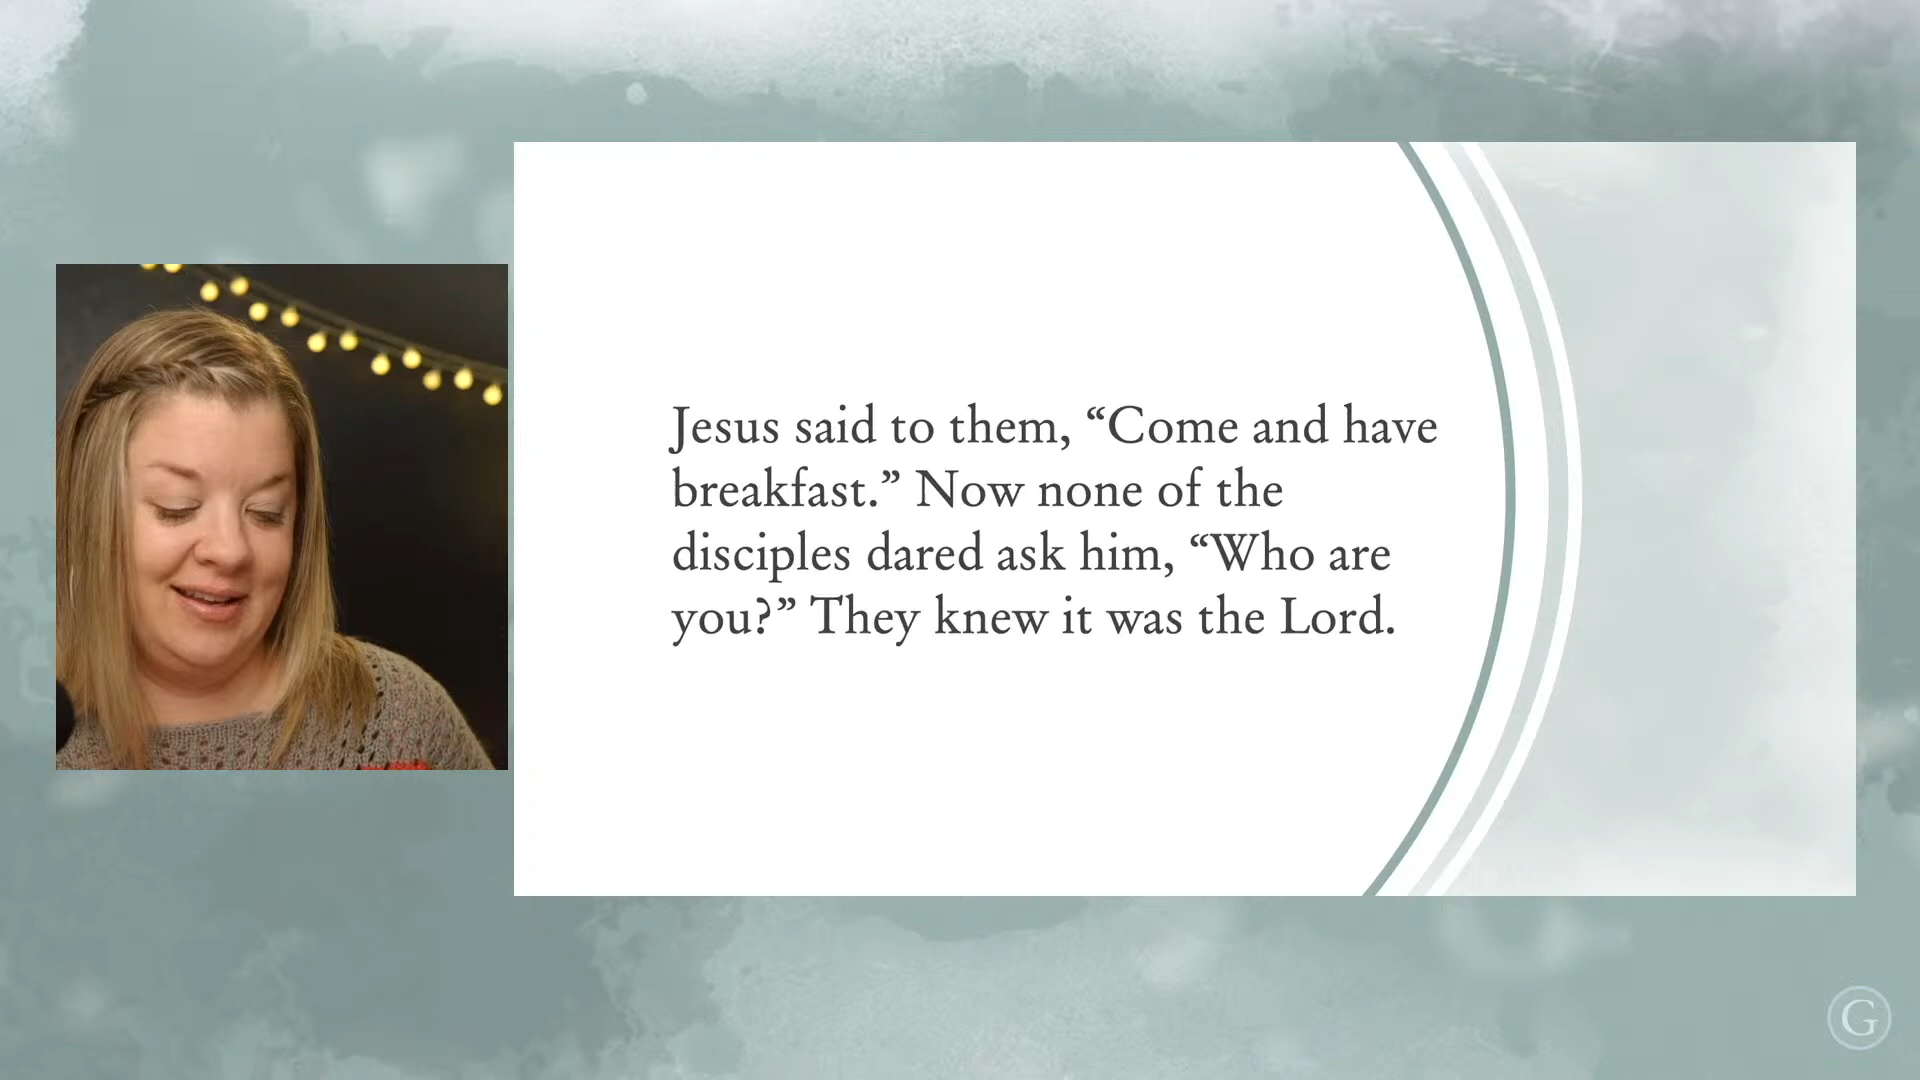 Jesus said to them, “Come and have
breakfast.” Now none of the
disciples dared ask him, “Who are
you?” They knew it was the Lord.
G